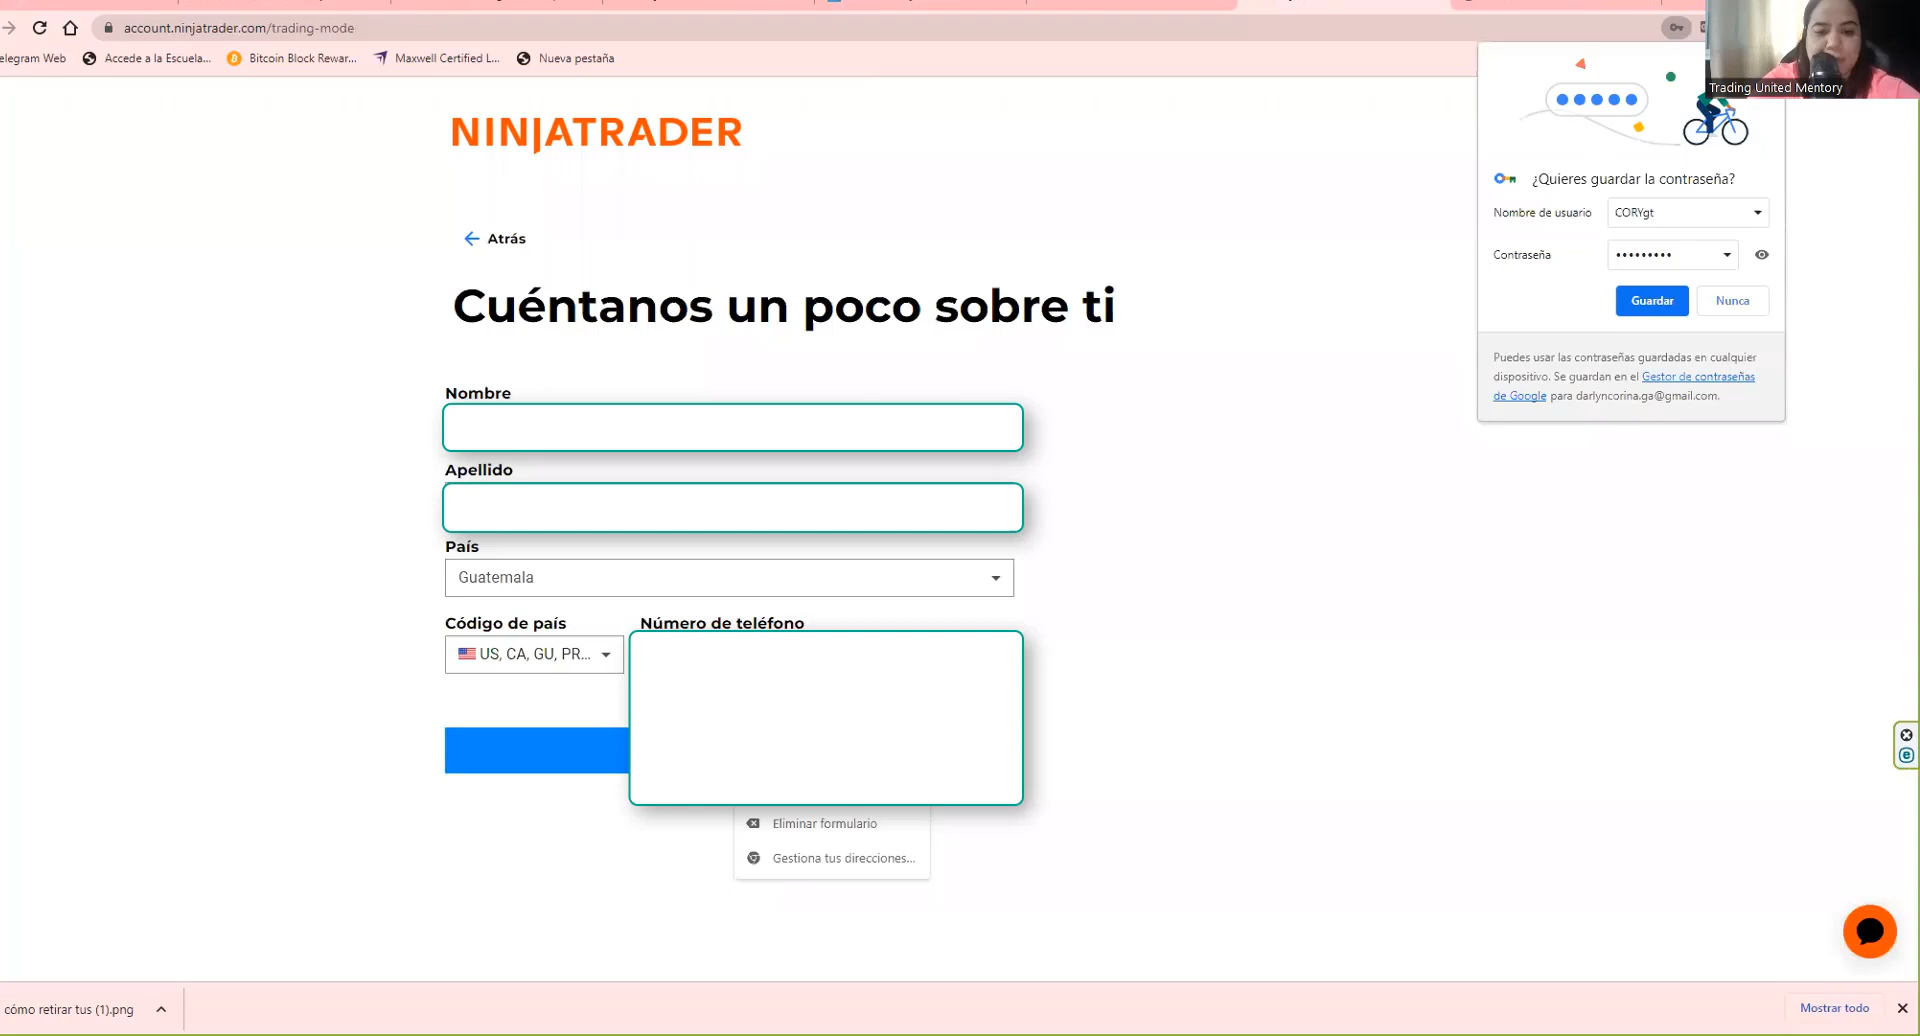 account.ninjatrader.com/trading-mode
elegram Web
Accede a la Escuela...
Bitcoin Block Rewar...
Maxwell Certified L...
Nueva pestaña
Trading United Mentory
NINJATRADER
¿Quieres guardar la contraseña?
Nombre de usuario
CORYgt
Contraseña
•••••••••
Guardar
Nunca
Puedes usar las contraseñas guardadas en cualquier
dispositivo. Se guardan en el Gestor de contraseñas
de Google para darlyncorina.ga@gmail.com.
Atrás
Cuéntanos un poco sobre ti
Nombre
Apellido
País
Guatemala
Código de país
Número de teléfono
US, CA, GU, PR...
Eliminar formulario
Gestiona tus direcciones...
cómo retirar tus (1).png
Mostrar todo